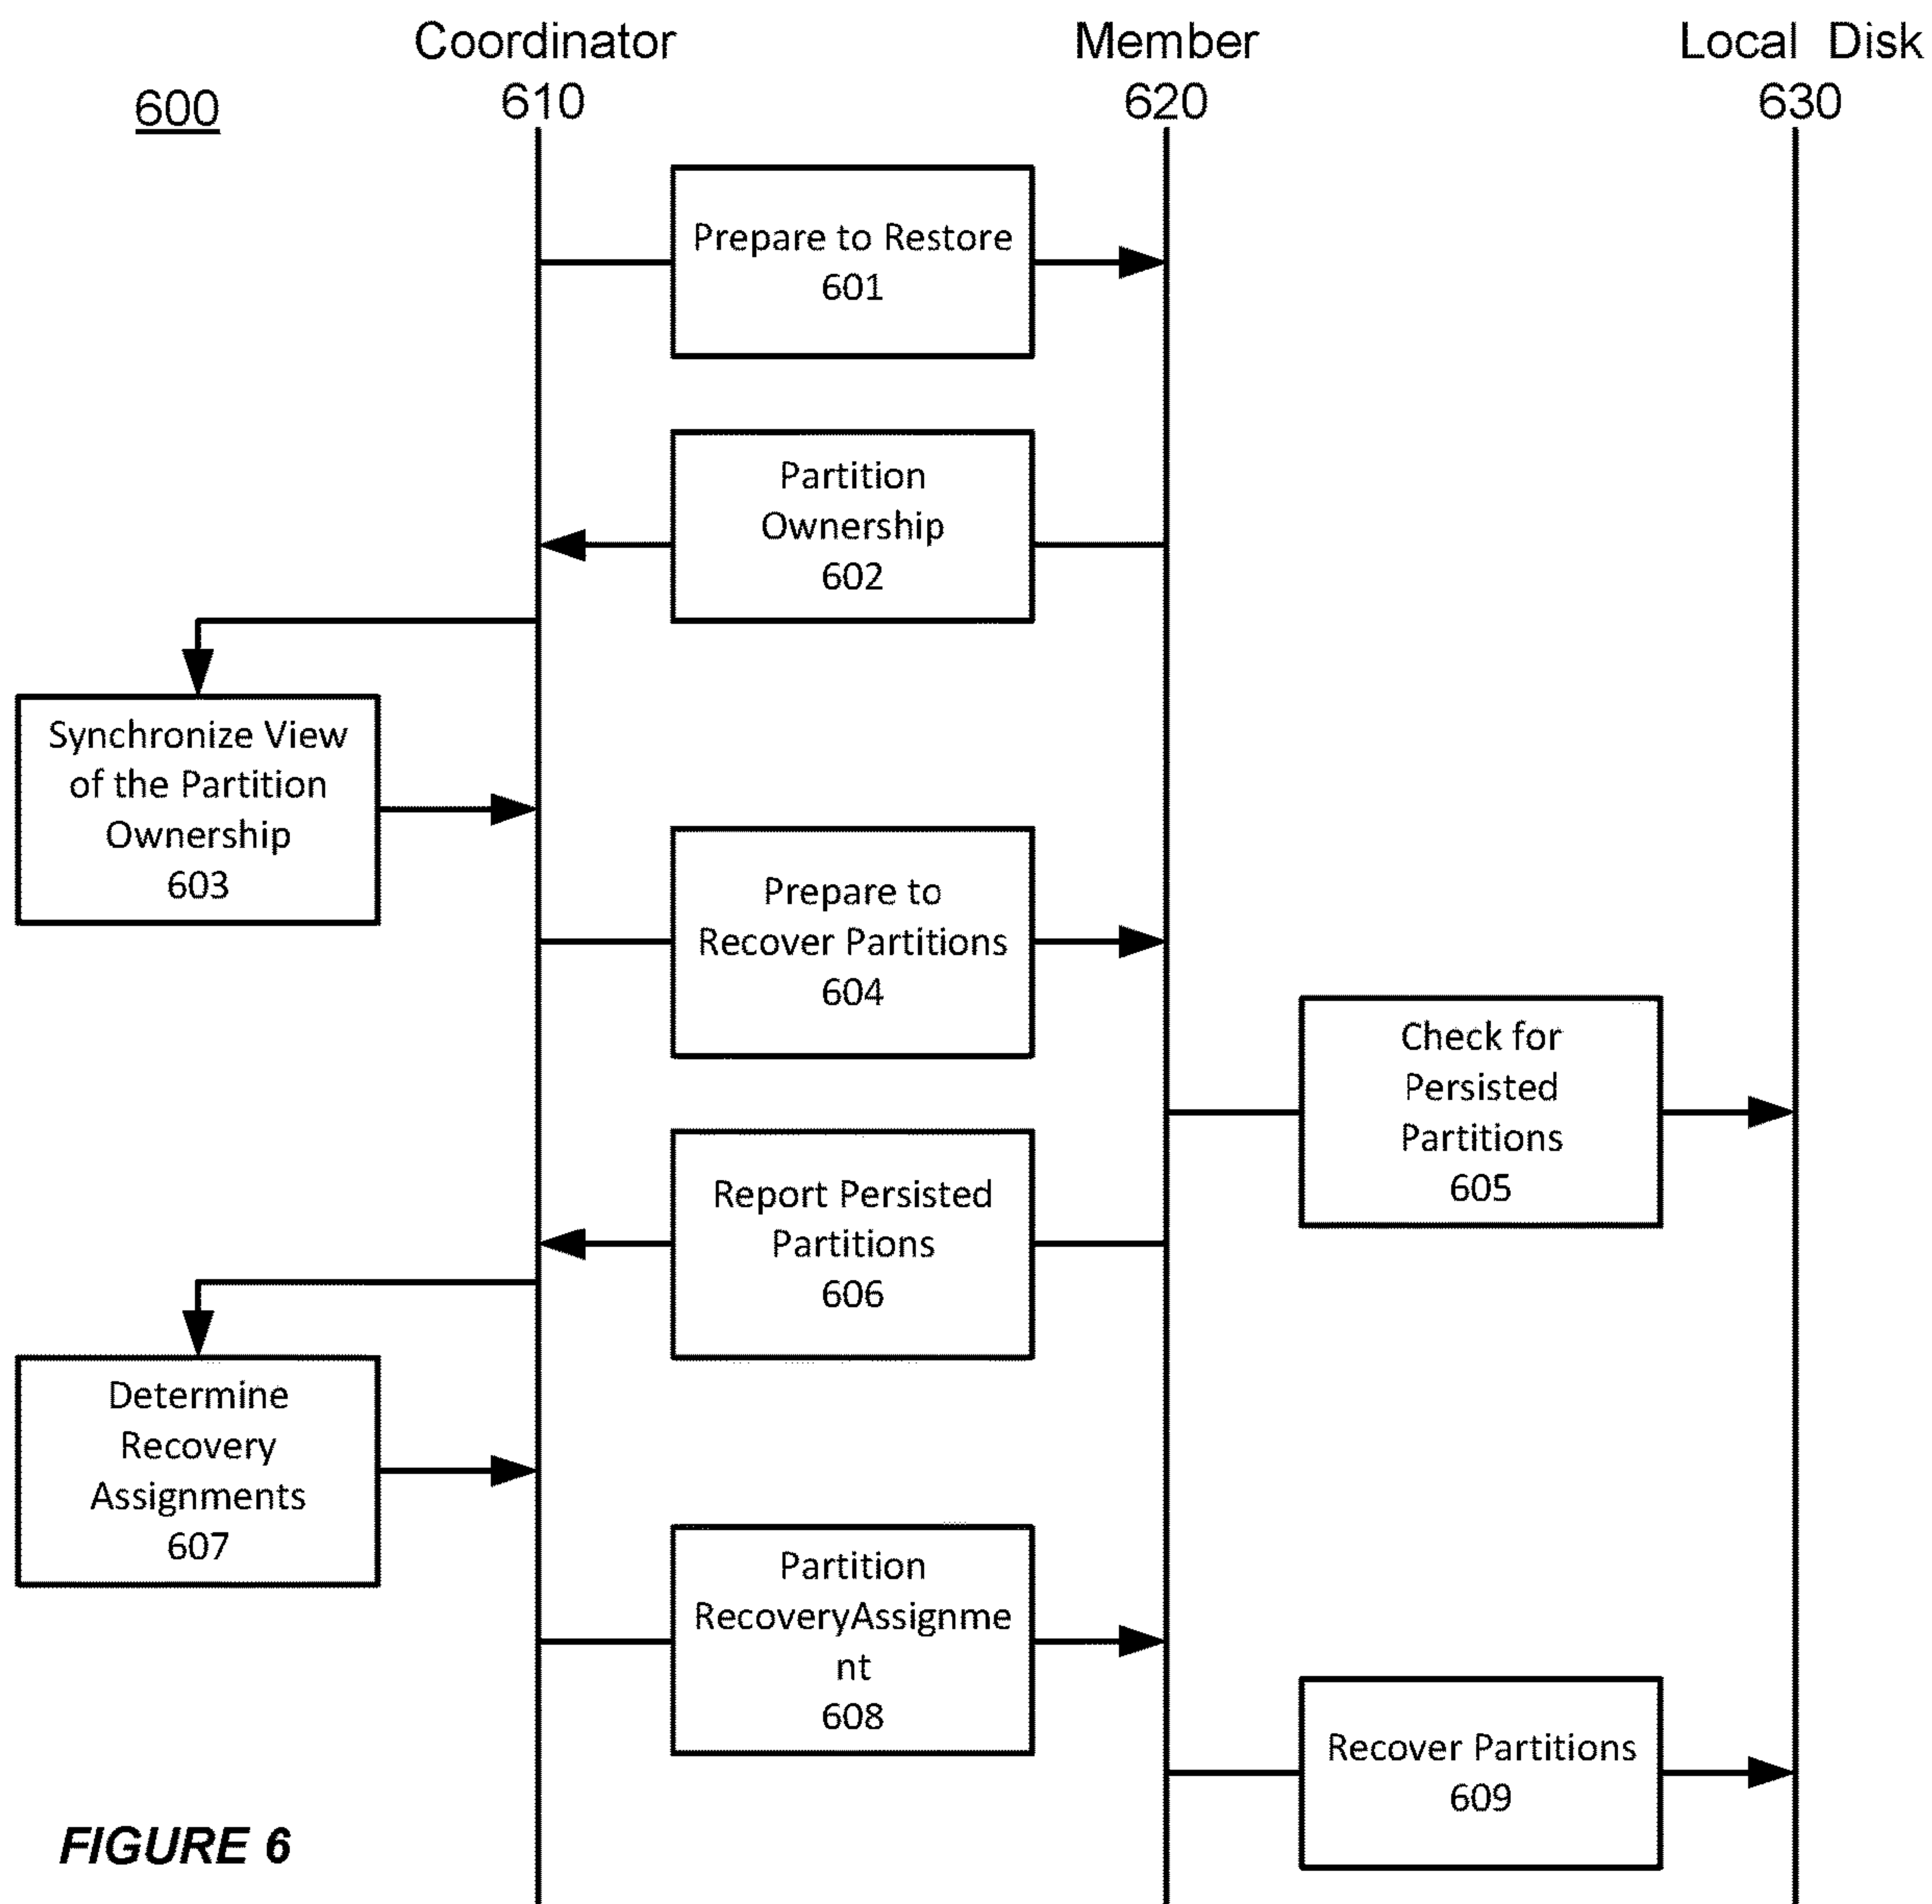 Coordinator
610
Member
620
Local Disk
630
600
Prepare to Restore
601
Partition
Ownership
602
Synchronize View
of the Partition
Ownership
603
Prepare to
Recover Partitions
604
Check for
Persisted
Partitions
605
Report Persisted
Partitions
606
Determine
Recovery
Assignments
607
Partition
RecoveryAssignme
nt
608
Recover Partitions
609
FIGURE 6